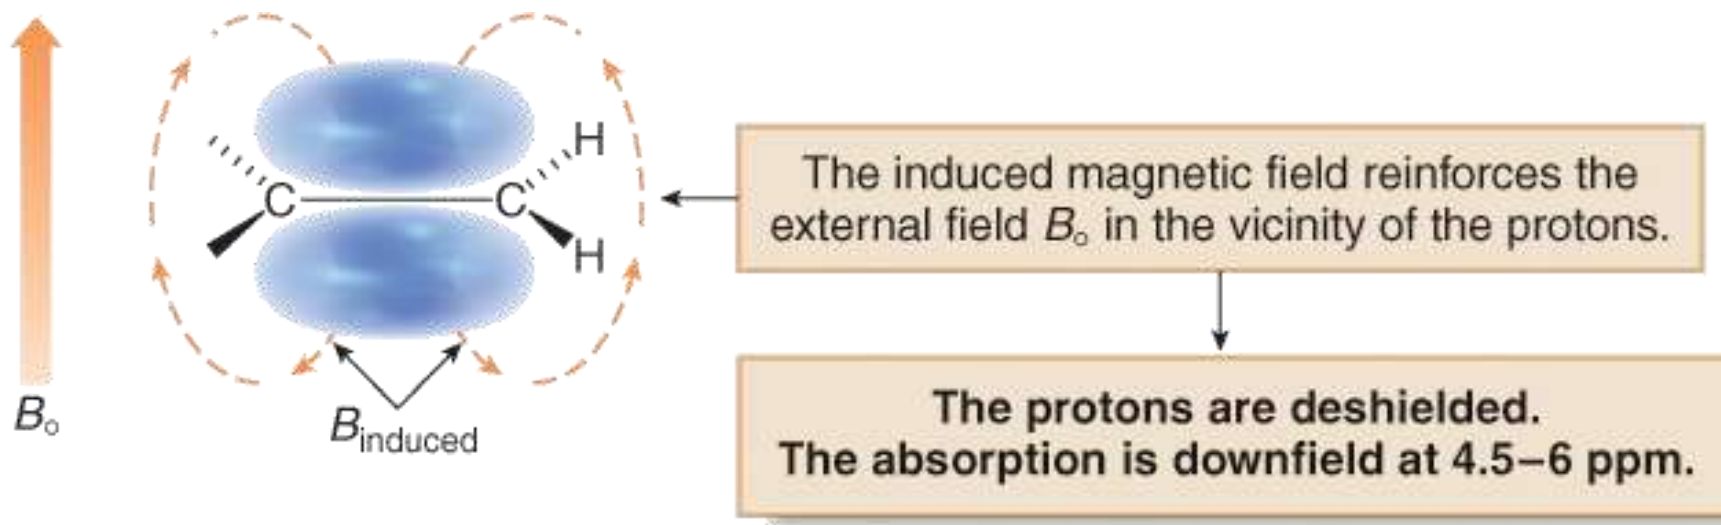 H
C
C
H
The induced magnetic field reinforces the
external field Bₒ in the vicinity of the protons.
Bₒ
B induced
The protons are deshielded.
The absorption is downfield at 4.5–6 ppm.